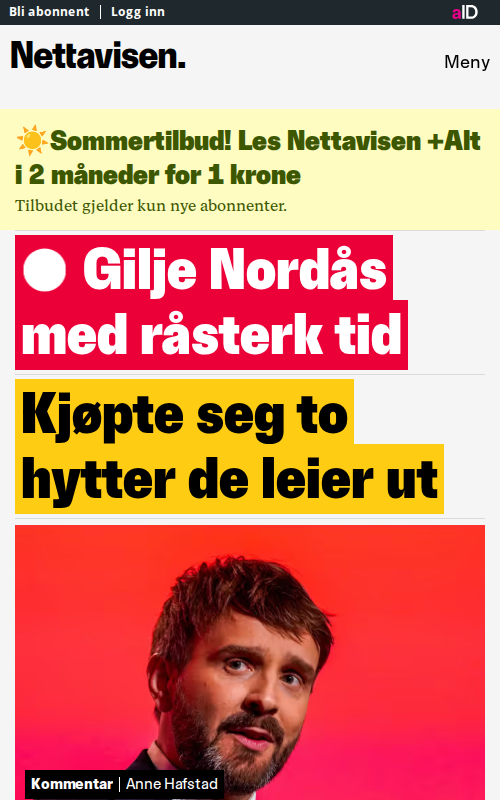 Bli abonnent | Logg inn
aID
Nettavisen.
Meny
☀️Sommertilbud! Les Nettavisen +Alt
i 2 måneder for 1 krone
Tilbudet gjelder kun nye abonnenter.
Gilje Nordås
med råsterk tid
Kjøpte seg to
hytter de leier ut
Kommentar | Anne Hafstad